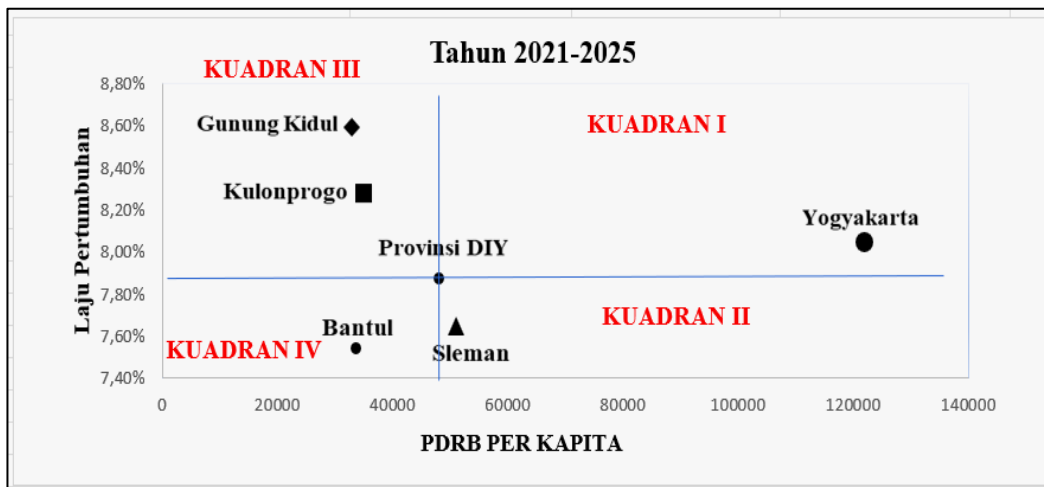 Tahun 2021-2025
KUADRAN III
8,80%
Gunung Kidul
8,60%
KUADRAN I
8,40%
Kulonprogo
8,20%
Yogyakarta
Provinsi DIY
8,00%
Laju Pertumbuhan
7,80%
KUADRAN II
Bantul
7,60%
Sleman
KUADRAN IV
7,40%
0 20000 40000 60000 80000 100000 120000 140000
PDRB PER KAPITA